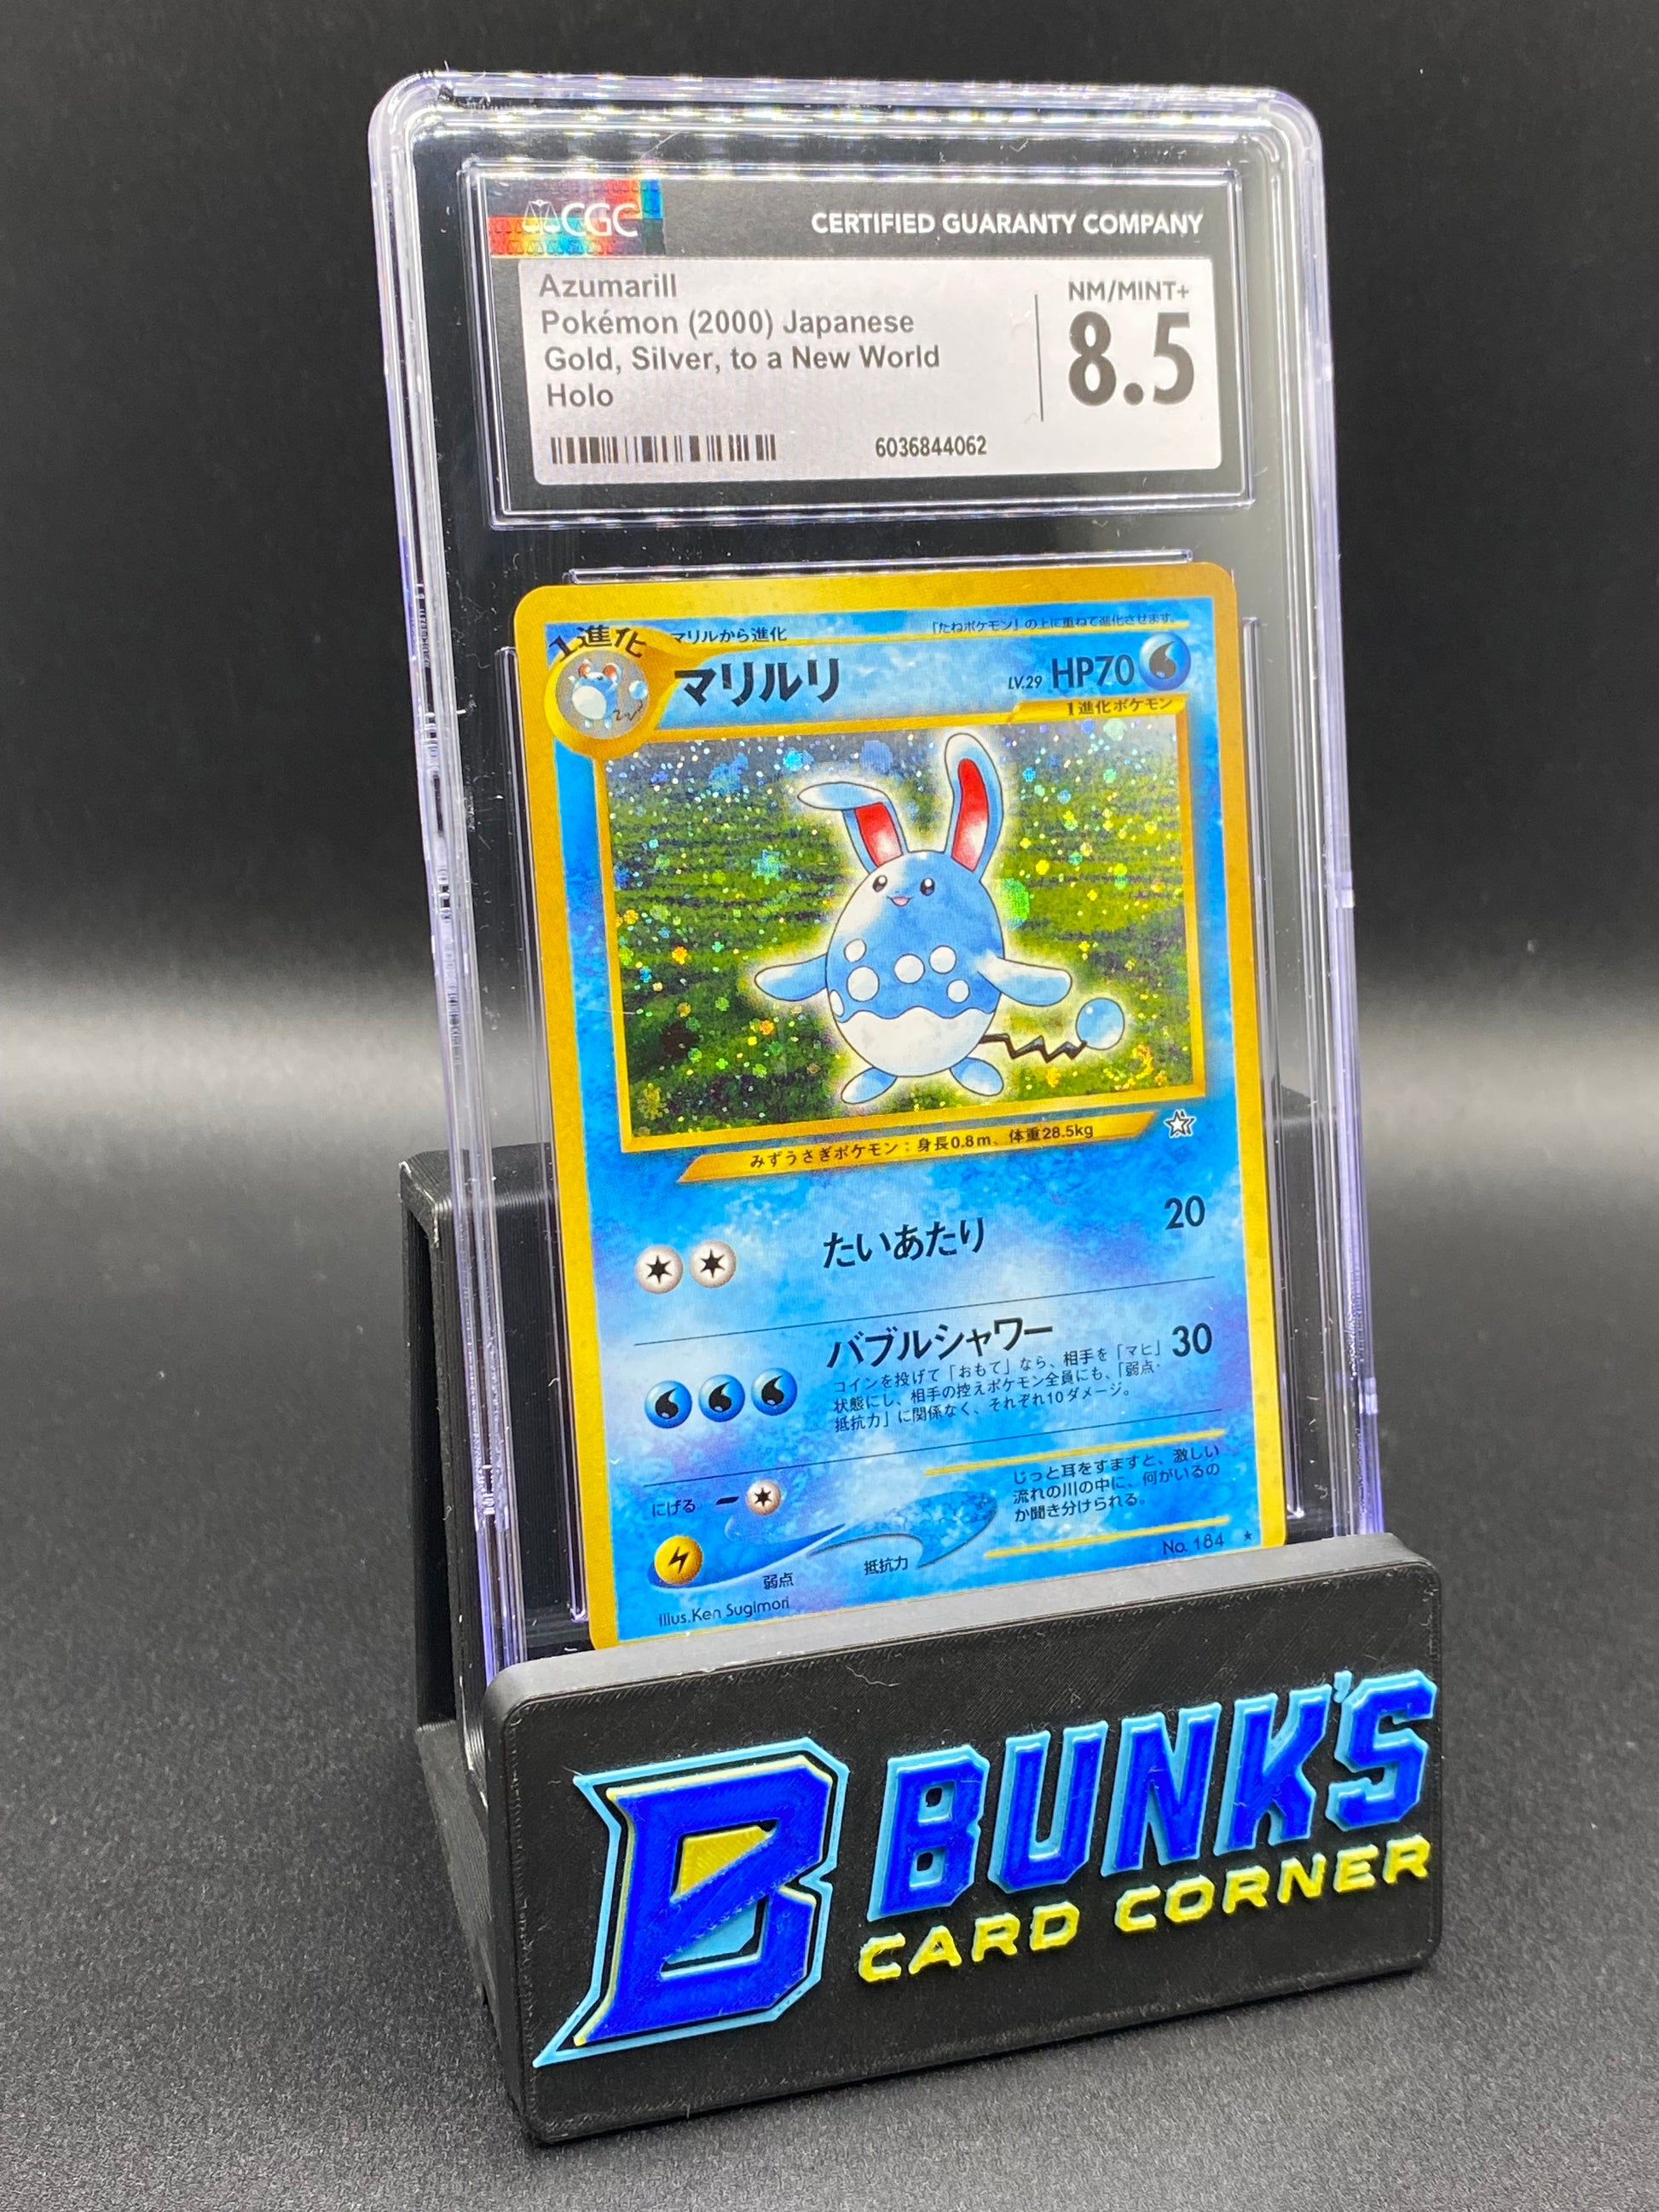 CGC
CERTIFIED GUARANTY COMPANY
Azumarill
Pokémon (2000) Japanese
Gold, Silver, to a New World
Holo
NM/MINT+
8.5
6036844062
1進化
マリルから進化
「たねポケモン」の上に重ねて進化させます。
マリルリ
LV.29 HP70
1進化ポケモン
みずうさぎポケモン：身長0.8m、体重28.5kg
たいあたり 20
バブルシャワー 30
コインを投げて「おもて」なら、相手を「マヒ」
状態にし、相手の控えポケモン全員にも、「弱点・
抵抗力」に関係なく、それぞれ10ダメージ。
にげる
弱点
抵抗力
じっと耳をすますと、激しい
流れの川の中に、何がいるの
か聞き分けられる。
No. 184 ★
Illus.Ken Sugimori
B
BUNK'S
CARD CORNER